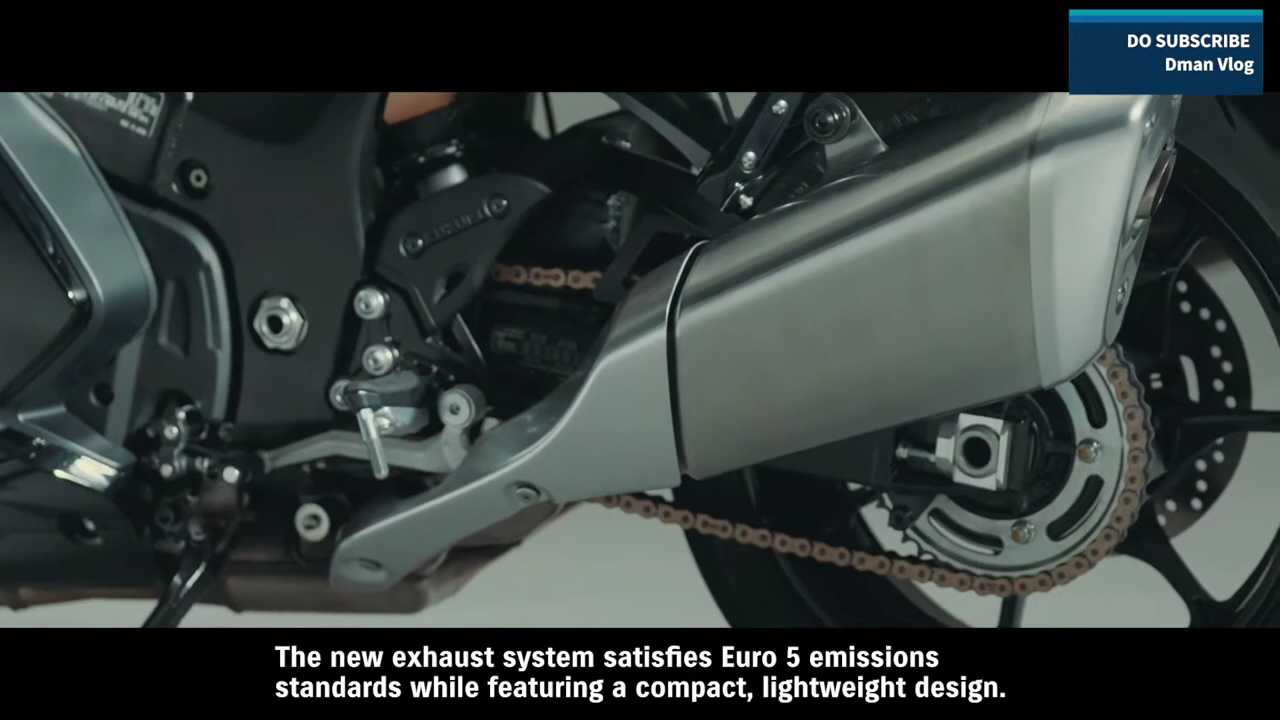 DO SUBSCRIBE
Dman Vlog
The new exhaust system satisfies Euro 5 emissions
standards while featuring a compact, lightweight design.